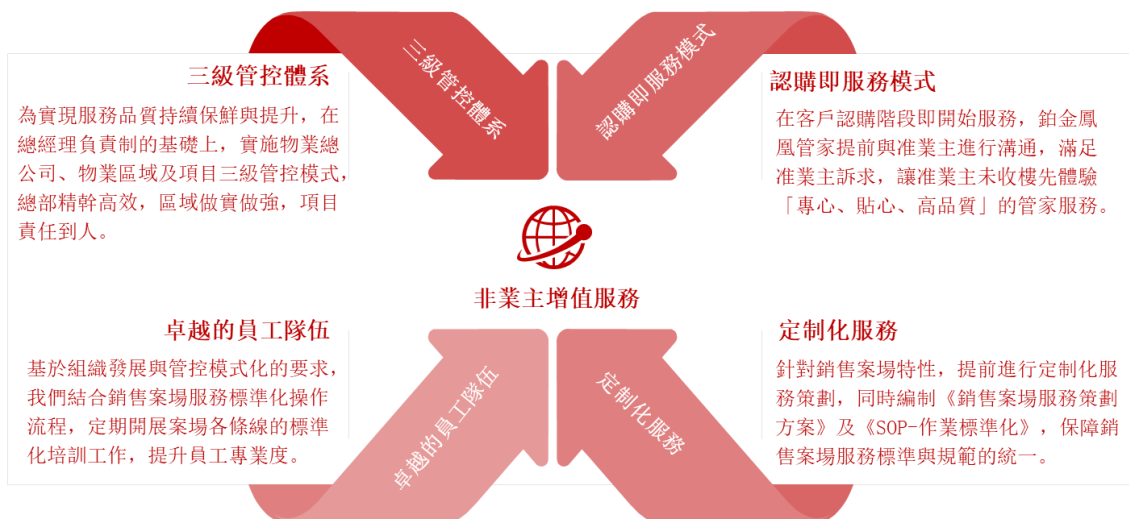 三級管控體系
認購即服務模式
三級管控體系
為實現服務品質持續保鮮與提升，在
總經理負責制的基礎上，實施物業總
公司、物業區域及項目三級管控模式，
總部精幹高效，區域做實做強，項目
責任到人。
認購即服務模式
在客戶認購階段即開始服務，鉑金鳳
凰管家提前與准業主進行溝通，滿足
准業主訴求，讓准業主未收樓先體驗
「專心、貼心、高品質」的管家服務。
非業主增值服務
卓越的員工隊伍
基於組織發展與管控模式化的要求，
我們結合銷售案場服務標準化操作
流程，定期開展案場各條線的標準
化培訓工作，提升員工專業度。
卓越的員工隊伍
定制化服務
定制化服務
針對銷售案場特性，提前進行定制化服
務策劃，同時編制《銷售案場服務策劃
方案》及《SOP-作業標準化》，保障銷
售案場服務標準與規範的統一。